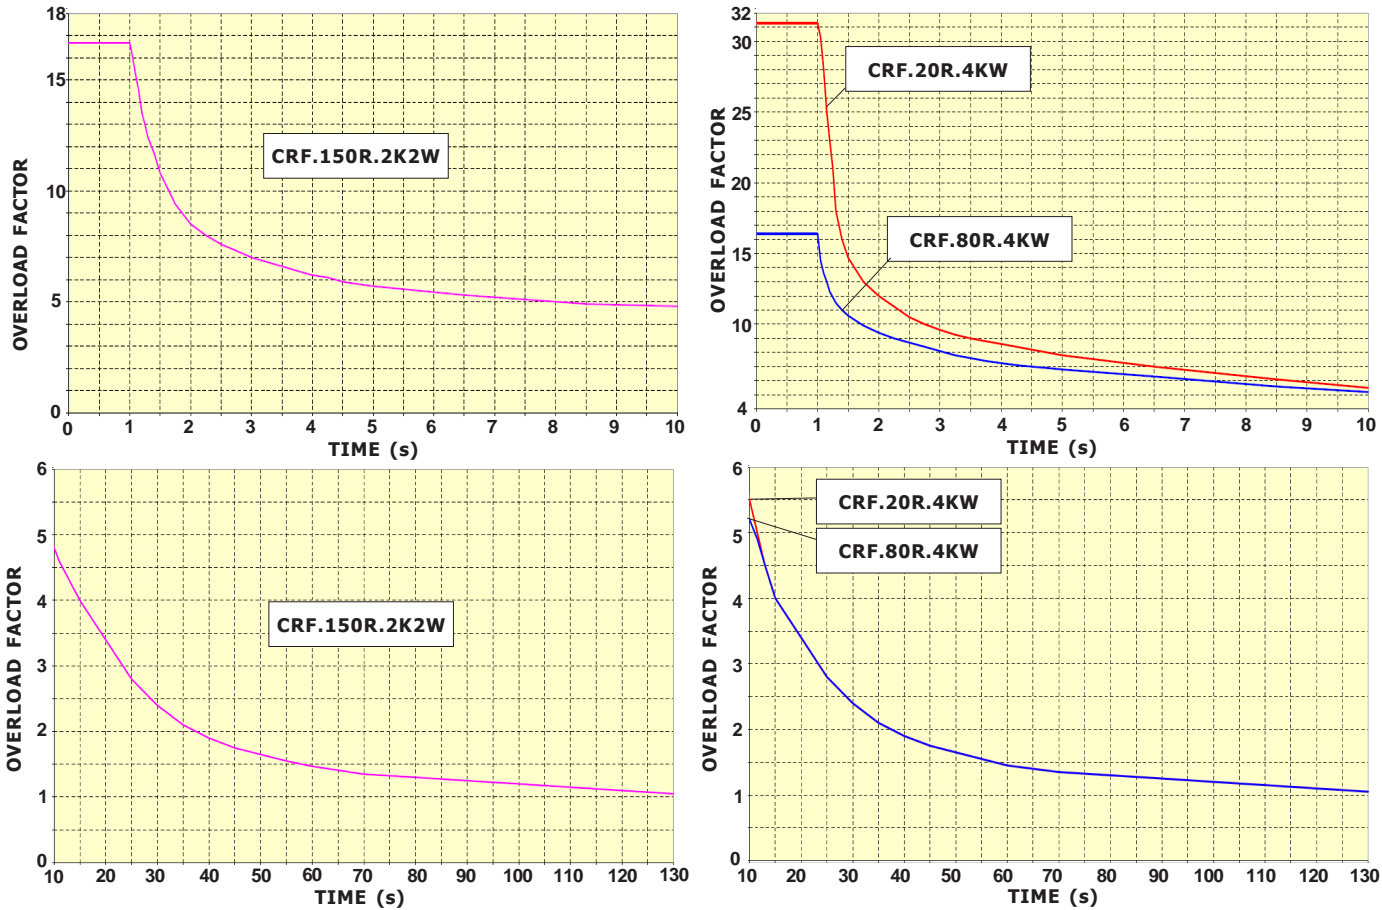 18
15
10
5
0
OVERLOAD FACTOR
CRF.150R.2K2W
0 1 2 3 4 5 6 7 8 9 10
TIME (s)
32
30
25
20
15
10
4
OVERLOAD FACTOR
CRF.20R.4KW
CRF.80R.4KW
0 1 2 3 4 5 6 7 8 9 10
TIME (s)
6
5
4
3
2
1
0
OVERLOAD FACTOR
CRF.150R.2K2W
10 20 30 40 50 60 70 80 90 100 110 120 130
TIME (s)
6
5
4
3
2
1
0
OVERLOAD FACTOR
CRF.20R.4KW
CRF.80R.4KW
10 20 30 40 50 60 70 80 90 100 110 120 130
TIME (s)